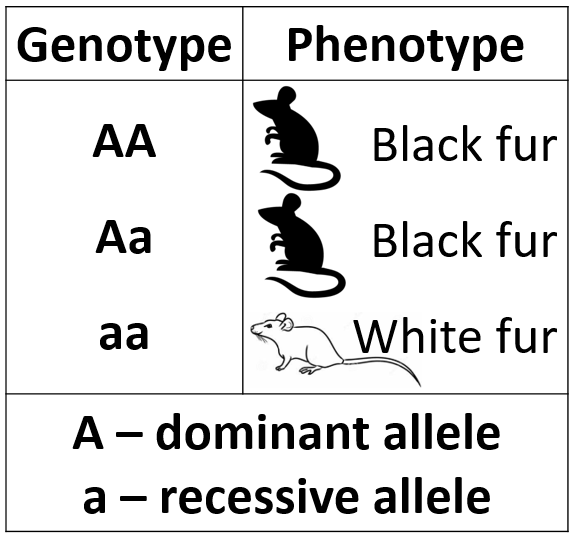 Genotype Phenotype
AA Black fur
Aa Black fur
aa White fur
A – dominant allele
a – recessive allele